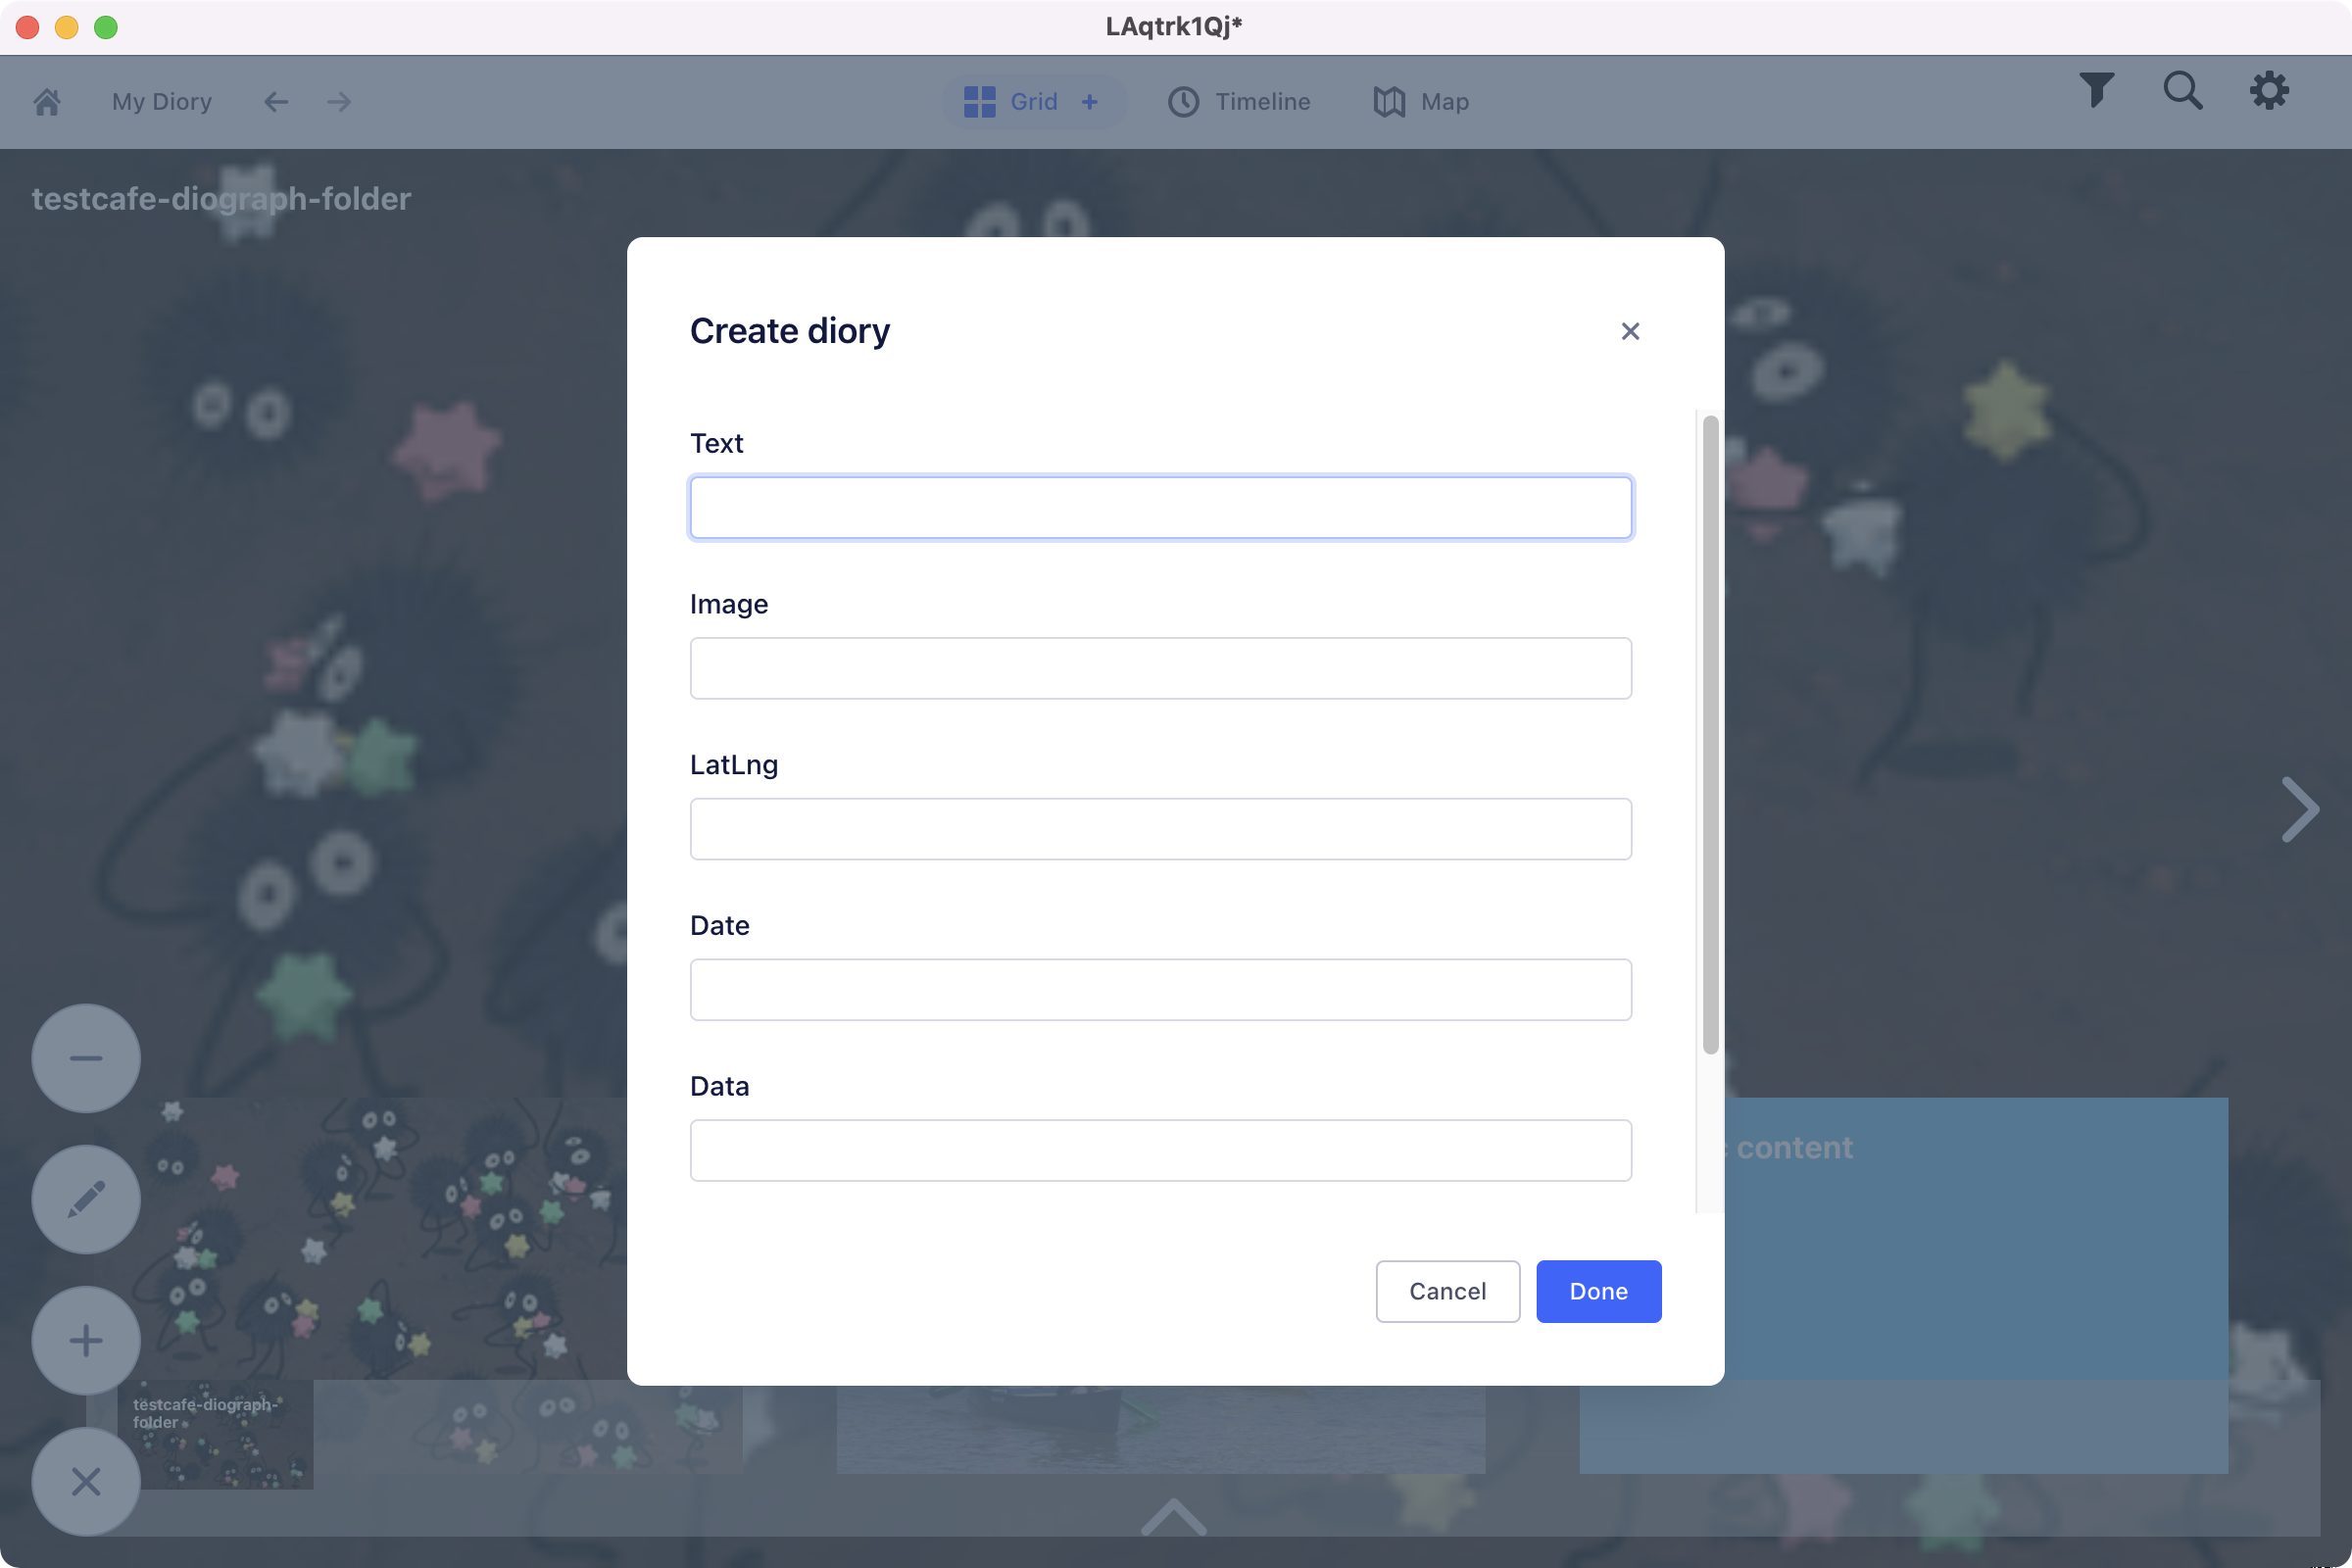 LAqtrk1Qj*
My Diory
Grid +
Timeline
Map
testcafe-diograph-folder
Create diory
Text
Image
LatLng
Date
Data
content
Cancel
Done
testcafe-diograph-
folder